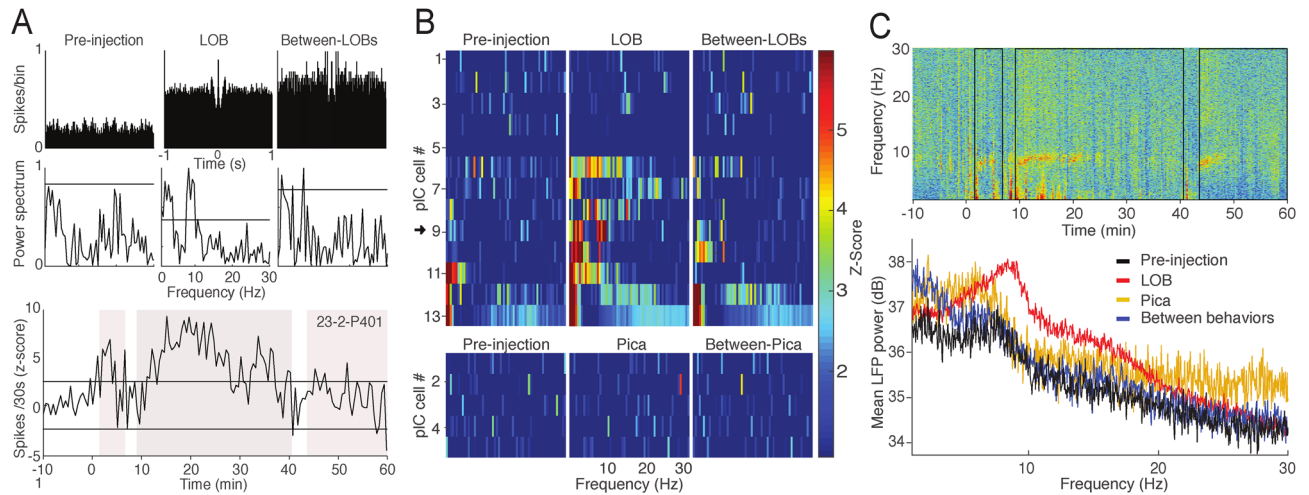 A
Pre-injection
LOB
Between-LOBs
Spikes/bin
1
0
-1
0
1
Time (s)
Power spectrum
1
0
0
10
20
30
Frequency (Hz)
23-2-P401
Spikes /30s (z-score)
10
5
0
-5
-10
0
10
20
30
40
50
60
1
Time (min)
B
Pre-injection
LOB
Between-LOBs
pIC cell #
1
3
5
7
9
11
13
Pre-injection
Pica
Between-Pica
pIC cell #
2
4
10
20
30
Frequency (Hz)
Z-Score
5
4
3
2
C
Frequency (Hz)
30
20
10
0
-10
0
10
20
30
40
50
60
Time (min)
Mean LFP power (dB)
38
37
36
35
34
Pre-injection
LOB
Pica
Between behaviors
10
20
30
Frequency (Hz)